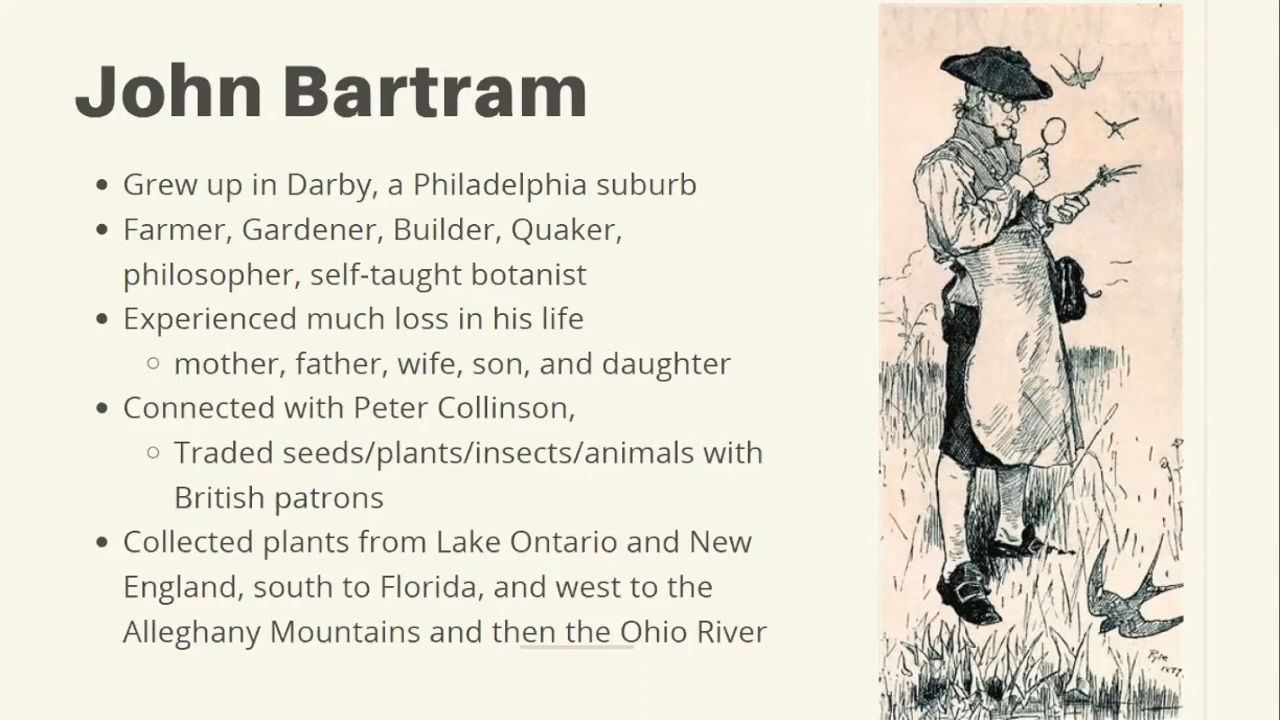 John Bartram
Grew up in Darby, a Philadelphia suburb
Farmer, Gardener, Builder, Quaker,
philosopher, self-taught botanist
Experienced much loss in his life
mother, father, wife, son, and daughter
Connected with Peter Collinson,
Traded seeds/plants/insects/animals with
British patrons
Collected plants from Lake Ontario and New
England, south to Florida, and west to the
Alleghany Mountains and then the Ohio River
Pyle